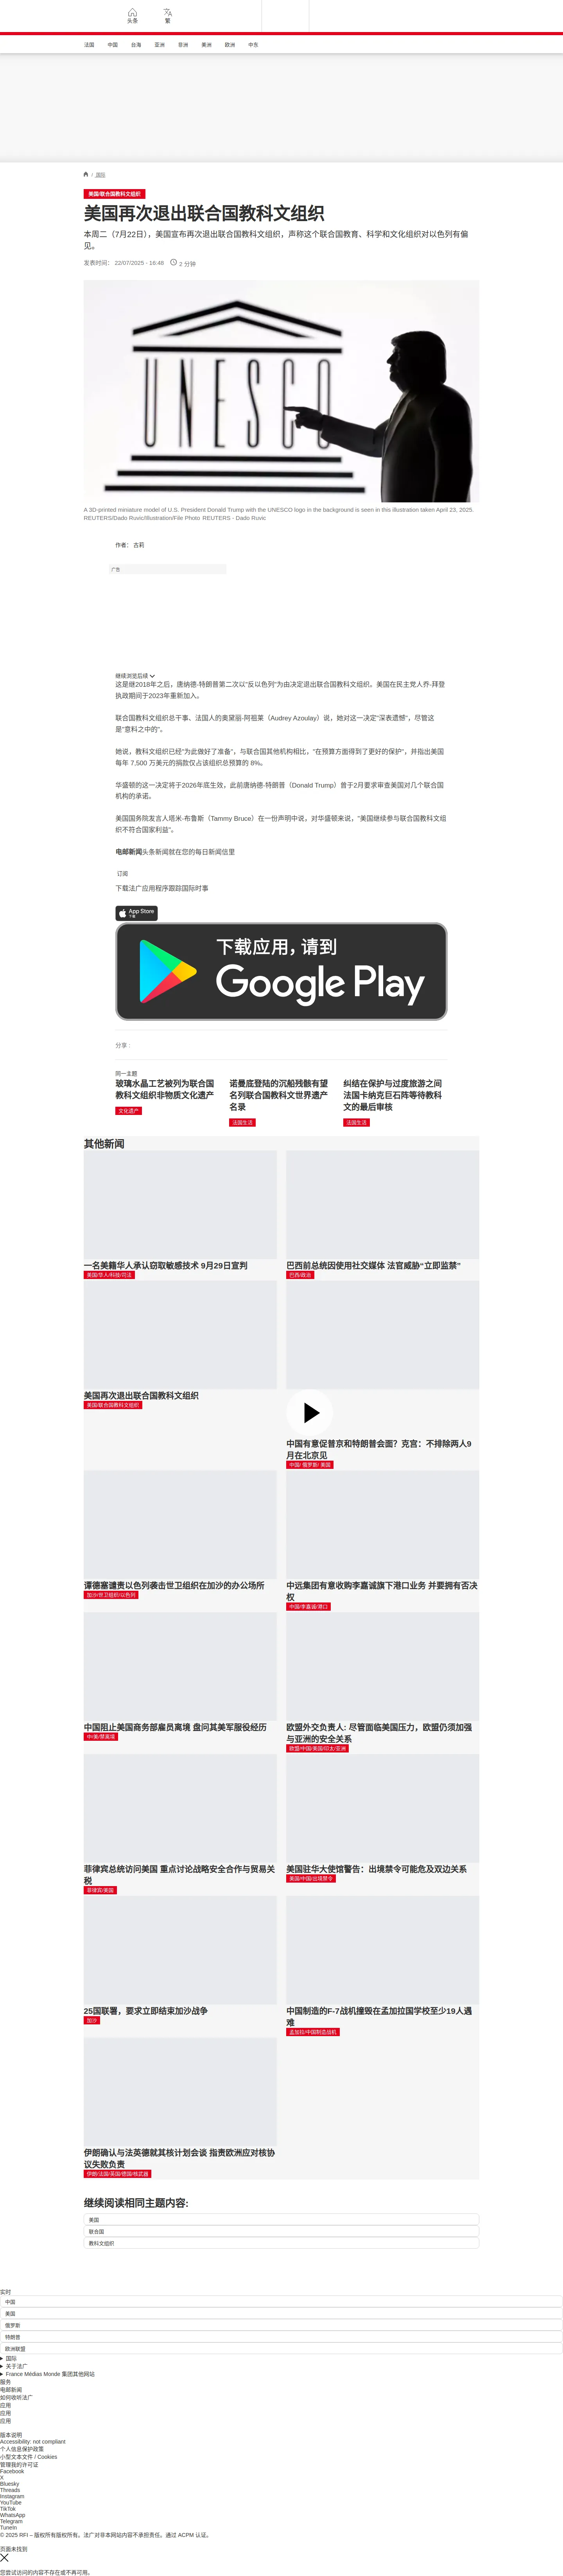 头条
繁
法国
中国
台海
亚洲
非洲
美洲
欧洲
中东
/ 国际
美国/联合国教科文组织
美国再次退出联合国教科文组织
本周二（7月22日），美国宣布再次退出联合国教科文组织，声称这个联合国教育、科学和文化组织对以色列有偏
见。
发表时间： 22/07/2025 - 16:48
2 分钟
UNESCO
A 3D-printed miniature model of U.S. President Donald Trump with the UNESCO logo in the background is seen in this illustration taken April 23, 2025.
REUTERS/Dado Ruvic/Illustration/File Photo REUTERS - Dado Ruvic
作者： 古莉
广告
继续浏览后续
这是继2018年之后，唐纳德-特朗普第二次以"反以色列"为由决定退出联合国教科文组织。美国在民主党人乔-拜登
执政期间于2023年重新加入。
联合国教科文组织总干事、法国人的奥黛丽-阿祖莱（Audrey Azoulay）说，她对这一决定"深表遗憾"，尽管这
是"意料之中的"。
她说，教科文组织已经"为此做好了准备"，与联合国其他机构相比，"在预算方面得到了更好的保护"，并指出美国
每年 7,500 万美元的捐款仅占该组织总预算的 8%。
华盛顿的这一决定将于2026年底生效，此前唐纳德-特朗普（Donald Trump）曾于2月要求审查美国对几个联合国
机构的承诺。
美国国务院发言人塔米-布鲁斯（Tammy Bruce）在一份声明中说，对华盛顿来说，"美国继续参与联合国教科文组
织不符合国家利益"。
电邮新闻头条新闻就在您的每日新闻信里
订阅
下载法广应用程序跟踪国际时事
App Store
下载
下载应用，请到
Google Play
分享 :
同一主题
玻璃水晶工艺被列为联合国
教科文组织非物质文化遗产
文化遗产
诺曼底登陆的沉船残骸有望
名列联合国教科文世界遗产
名录
法国生活
纠结在保护与过度旅游之间
法国卡纳克巨石阵等待教科
文的最后审核
法国生活
其他新闻
一名美籍华人承认窃取敏感技术 9月29日宣判
美国/华人/科技/司法
巴西前总统因使用社交媒体 法官威胁“立即监禁”
巴西/政治
美国再次退出联合国教科文组织
美国/联合国教科文组织
中国有意促普京和特朗普会面？克宫：不排除两人9
月在北京见
中国/ 俄罗斯/ 美国
谭德塞谴责以色列袭击世卫组织在加沙的办公场所
加沙/世卫组织/以色列
中远集团有意收购李嘉诚旗下港口业务 并要拥有否决
权
中国/李嘉诚/港口
中国阻止美国商务部雇员离境 盘问其美军服役经历
中/美/禁离境
欧盟外交负责人: 尽管面临美国压力，欧盟仍须加强
与亚洲的安全关系
欧盟/中国/美国/印太/亚洲
菲律宾总统访问美国 重点讨论战略安全合作与贸易关
税
菲律宾/美国
美国驻华大使馆警告：出境禁令可能危及双边关系
美国/中国/出境禁令
25国联署，要求立即结束加沙战争
加沙
中国制造的F-7战机撞毁在孟加拉国学校至少19人遇
难
孟加拉/中国制造战机
伊朗确认与法英德就其核计划会谈 指责欧洲应对核协
议失败负责
伊朗/法国/英国/德国/核武器
继续阅读相同主题内容:
美国
联合国
教科文组织
实时
中国
美国
俄罗斯
特朗普
欧洲联盟
国际
关于法广
France Médias Monde 集团其他网站
服务
电邮新闻
如何收听法广
应用
应用
应用
版本说明
Accessibility: not compliant
个人信息保护政策
小型文本文件 / Cookies
管理我的许可证
Facebook
X
Bluesky
Threads
Instagram
YouTube
TikTok
WhatsApp
Telegram
TuneIn
© 2025 RFI – 版权所有版权所有。法广对非本网站内容不承担责任。通过 ACPM 认证。
页面未找到
您尝试访问的内容不存在或不再可用。